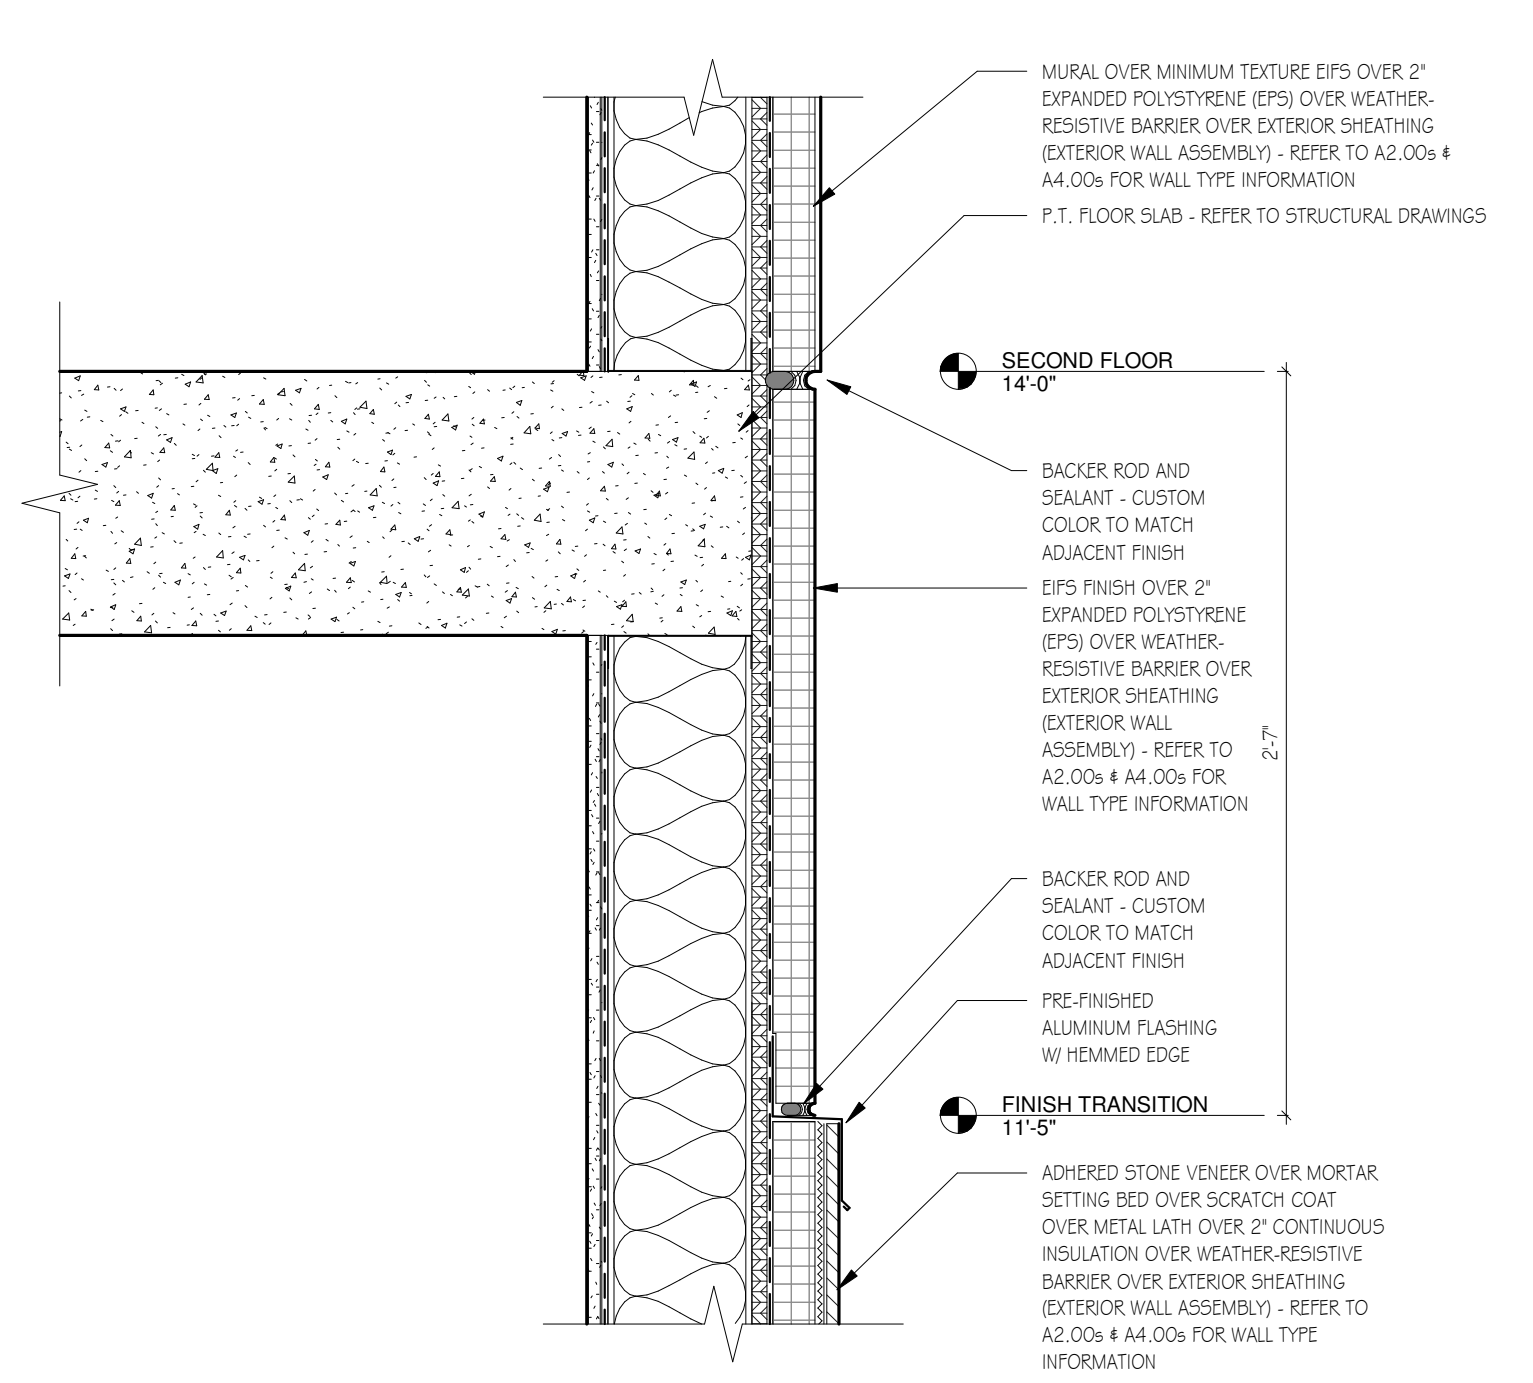 MURAL OVER MINIMUM TEXTURE EIFS OVER 2"
EXPANDED POLYSTYRENE (EPS) OVER WEATHER-
RESISTIVE BARRIER OVER EXTERIOR SHEATHING
(EXTERIOR WALL ASSEMBLY) - REFER TO A2.00s &
A4.00s FOR WALL TYPE INFORMATION
P.T. FLOOR SLAB - REFER TO STRUCTURAL DRAWINGS
SECOND FLOOR
14'-0"
BACKER ROD AND
SEALANT - CUSTOM
COLOR TO MATCH
ADJACENT FINISH
EIFS FINISH OVER 2"
EXPANDED POLYSTYRENE
(EPS) OVER WEATHER-
RESISTIVE BARRIER OVER
EXTERIOR SHEATHING
(EXTERIOR WALL
ASSEMBLY) - REFER TO
A2.00s & A4.00s FOR
WALL TYPE INFORMATION
2'-7"
BACKER ROD AND
SEALANT - CUSTOM
COLOR TO MATCH
ADJACENT FINISH
PRE-FINISHED
ALUMINUM FLASHING
W/ HEMMED EDGE
FINISH TRANSITION
11'-5"
ADHERED STONE VENEER OVER MORTAR
SETTING BED OVER SCRATCH COAT
OVER METAL LATH OVER 2" CONTINUOUS
INSULATION OVER WEATHER-RESISTIVE
BARRIER OVER EXTERIOR SHEATHING
(EXTERIOR WALL ASSEMBLY) - REFER TO
A2.00s & A4.00s FOR WALL TYPE
INFORMATION